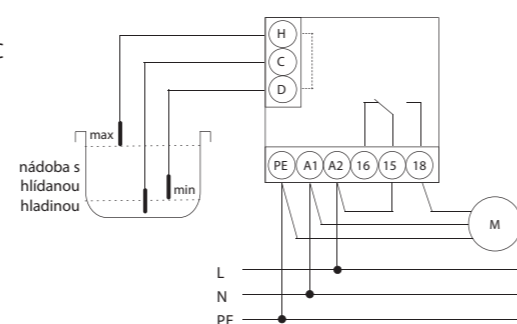 C
H
C
D
max
nádoba s
hlídanou
hladinou
min
PE A1 A2 16 15 18
M
L
N
PE